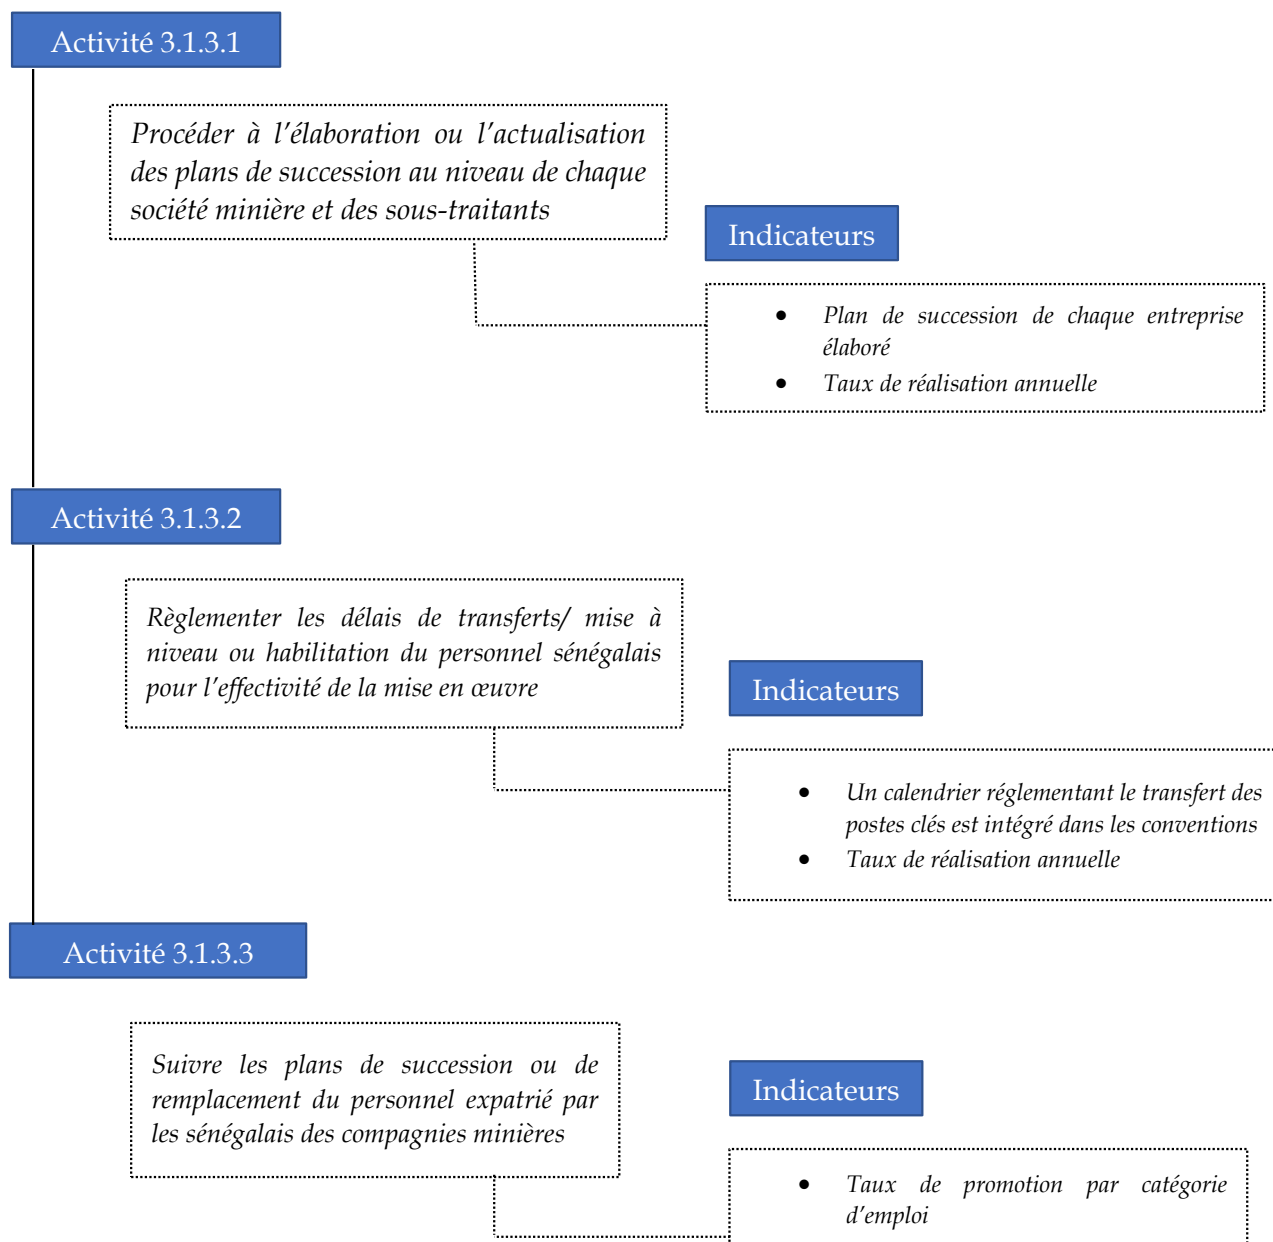 Activité 3.1.3.1
Procéder à l'élaboration ou l'actualisation
des plans de succession au niveau de chaque
société minière et des sous-traitants
Indicateurs
• Plan de succession de chaque entreprise
élaboré
• Taux de réalisation annuelle
Activité 3.1.3.2
Règlementer les délais de transferts/ mise à
niveau ou habilitation du personnel sénégalais
pour l'effectivité de la mise en œuvre
Indicateurs
• Un calendrier réglementant le transfert des
postes clés est intégré dans les conventions
• Taux de réalisation annuelle
Activité 3.1.3.3
Suivre les plans de succession ou de
remplacement du personnel expatrié par
les sénégalais des compagnies minières
Indicateurs
• Taux de promotion par catégorie
d'emploi